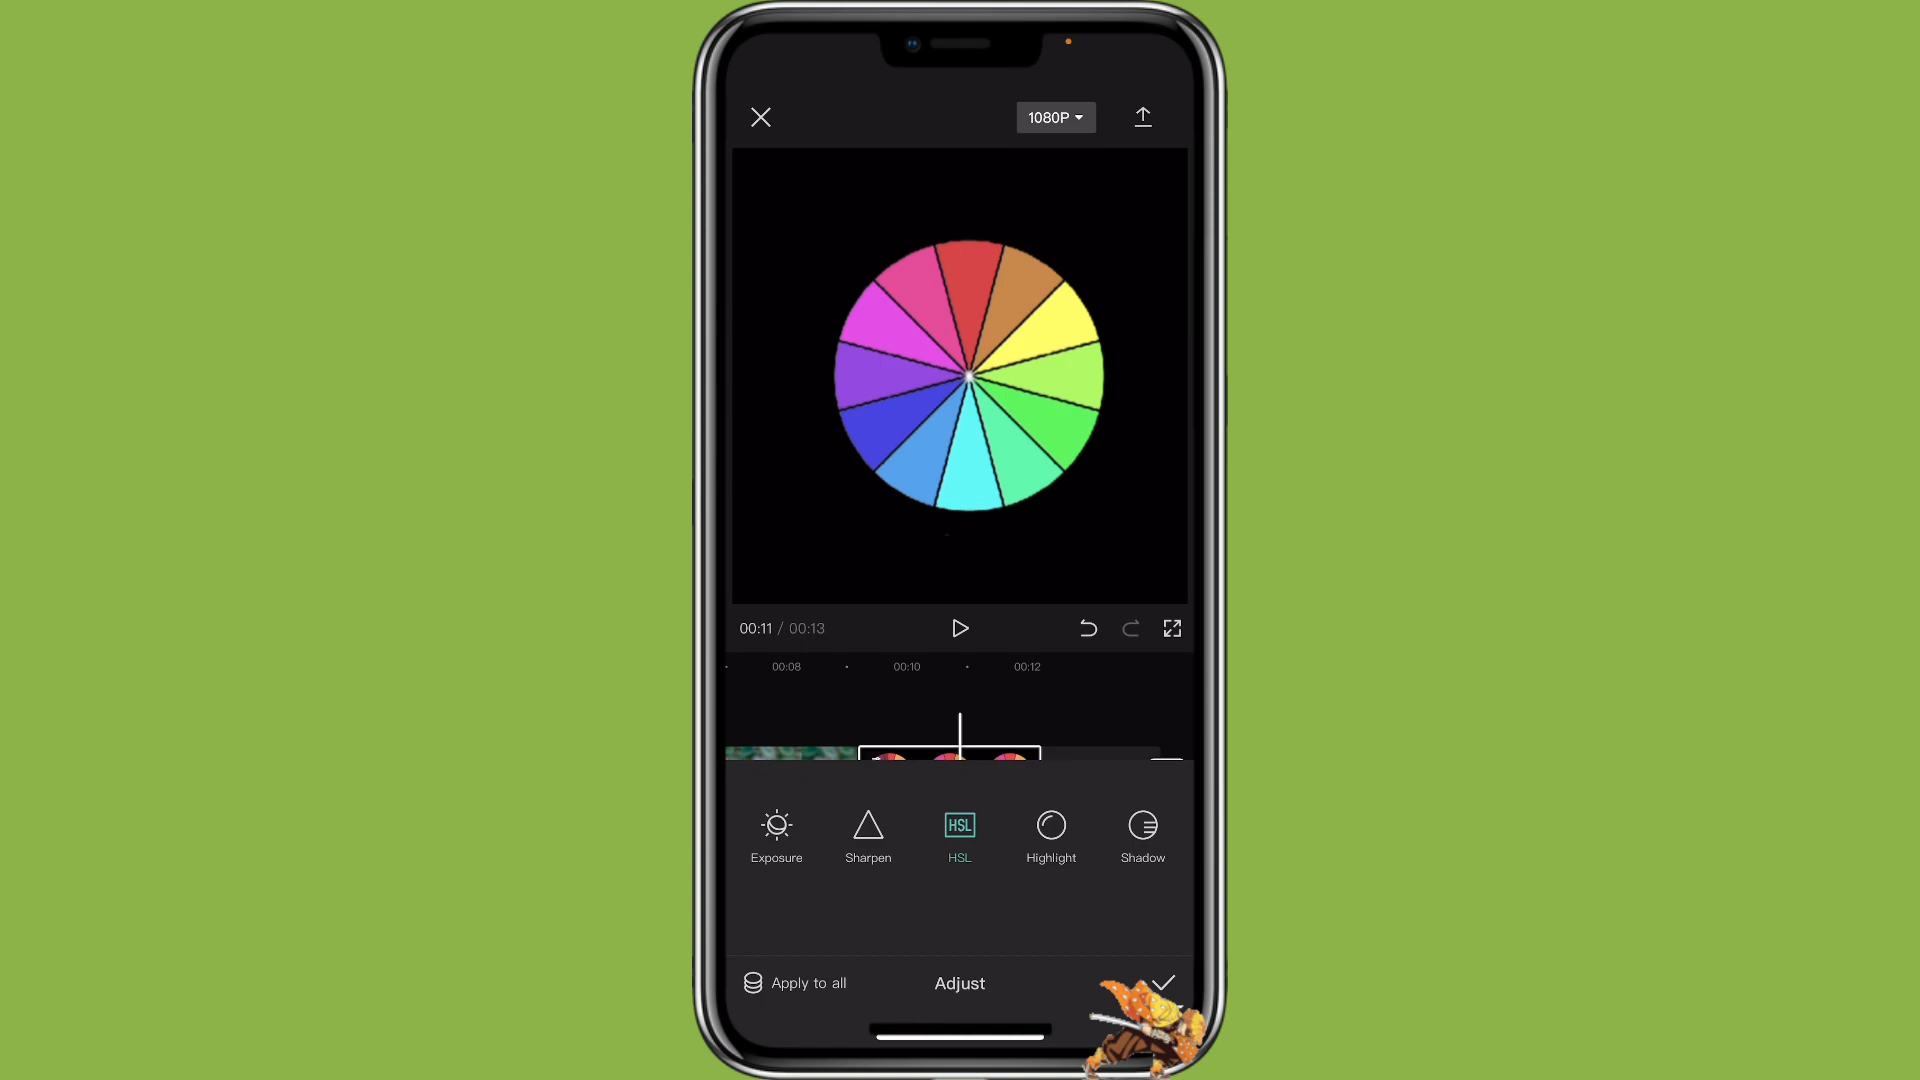 1080P
00:11 / 00:13
00:08 00:10 00:12
HSL
Exposure Sharpen HSL Highlight Shadow
Apply to all Adjust